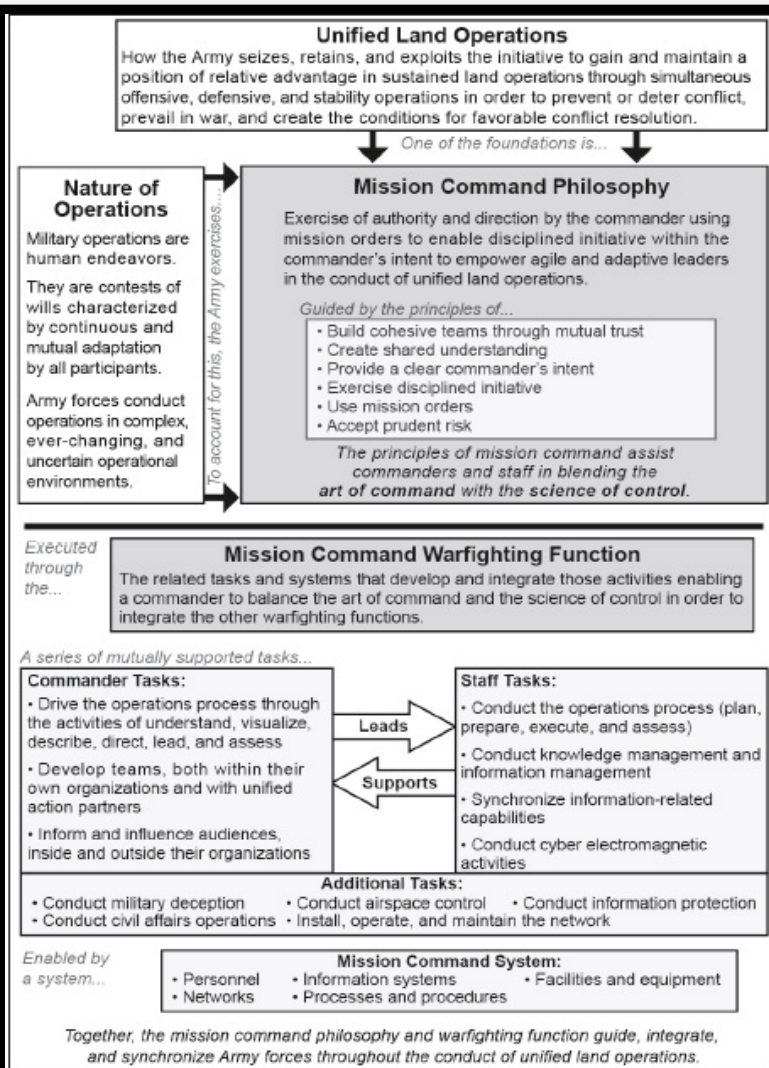 Unified Land Operations
How the Army seizes, retains, and exploits the initiative to gain and maintain a
position of relative advantage in sustained land operations through simultaneous
offensive, defensive, and stability operations in order to prevent or deter conflict,
prevail in war, and create the conditions for favorable conflict resolution.
One of the foundations is...
Nature of
Operations
Military operations are
human endeavors.
They are contests of
wills characterized
by continuous and
mutual adaptation
by all participants.
Army forces conduct
operations in complex,
ever-changing, and
uncertain operational
environments.
To account for this, the Army exercises....
Mission Command Philosophy
Exercise of authority and direction by the commander using
mission orders to enable disciplined initiative within the
commander's intent to empower agile and adaptive leaders
in the conduct of unified land operations.
Guided by the principles of...
• Build cohesive teams through mutual trust
• Create shared understanding
• Provide a clear commander's intent
• Exercise disciplined initiative
• Use mission orders
• Accept prudent risk
The principles of mission command assist
commanders and staff in blending the
art of command with the science of control.
Executed
through
the...
Mission Command Warfighting Function
The related tasks and systems that develop and integrate those activities enabling
a commander to balance the art of command and the science of control in order to
integrate the other warfighting functions.
A series of mutually supported tasks...
Commander Tasks:
• Drive the operations process through
the activities of understand, visualize,
describe, direct, lead, and assess
• Develop teams, both within their
own organizations and with unified
action partners
• Inform and influence audiences,
inside and outside their organizations
Leads
Supports
Staff Tasks:
• Conduct the operations process (plan,
prepare, execute, and assess)
• Conduct knowledge management and
information management
• Synchronize information-related
capabilities
• Conduct cyber electromagnetic
activities
Additional Tasks:
• Conduct military deception • Conduct airspace control • Conduct information protection
• Conduct civil affairs operations • Install, operate, and maintain the network
Enabled by
a system...
Mission Command System:
• Personnel • Information systems • Facilities and equipment
• Networks • Processes and procedures
Together, the mission command philosophy and warfighting function guide, integrate,
and synchronize Army forces throughout the conduct of unified land operations.